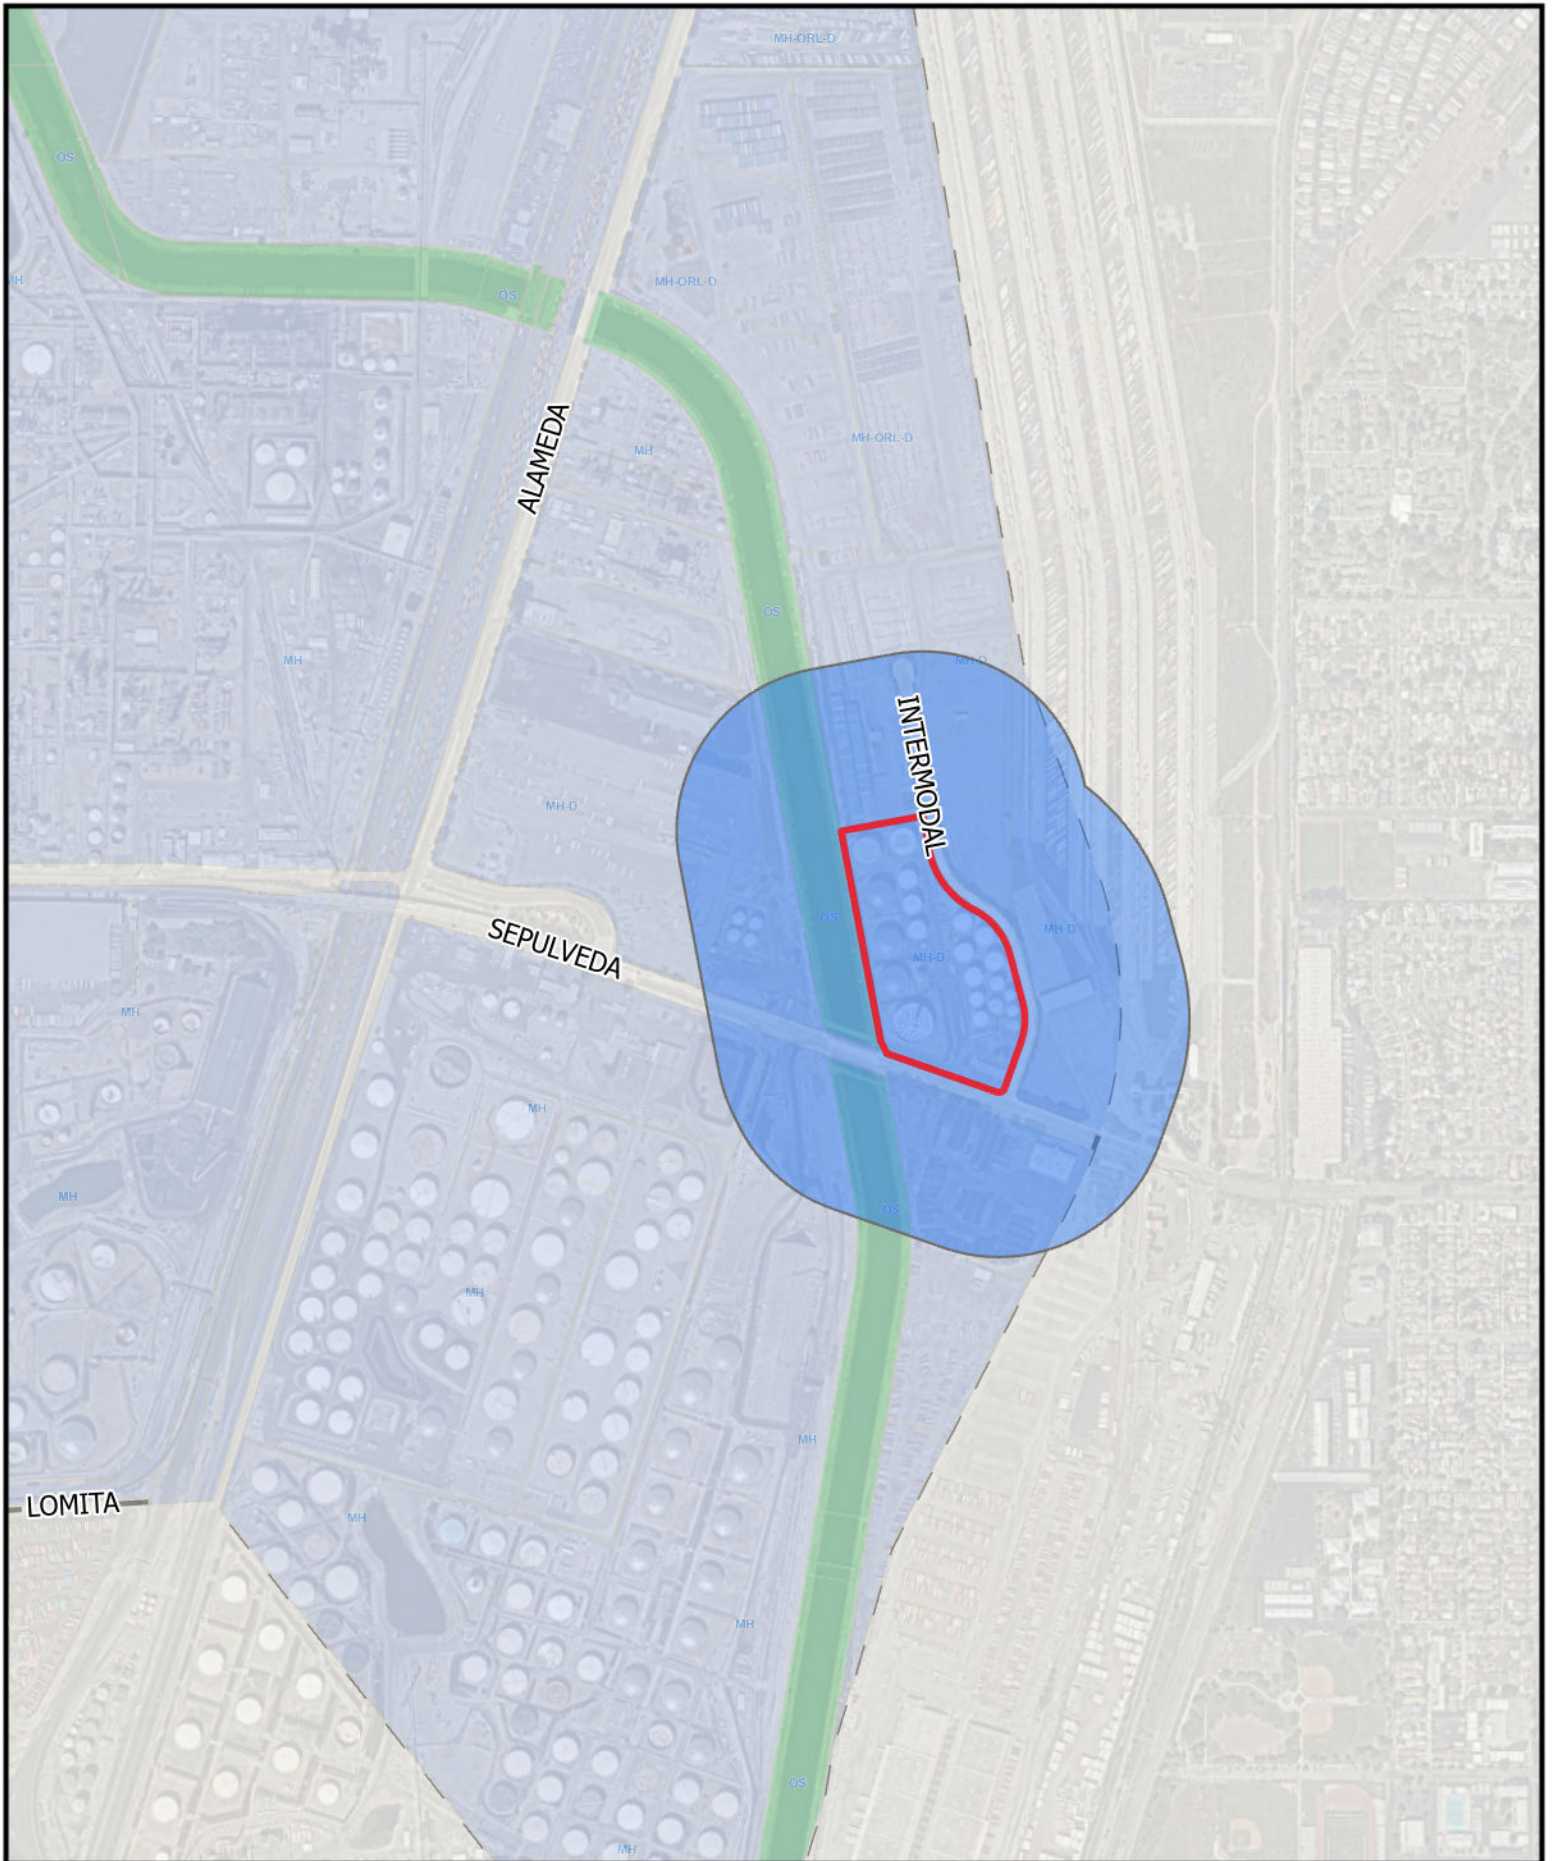 MH-ORL-D
OS
MH
MH-ORL-D
OS
ALAMEDA
MH
MH-ORL-D
OS
MH
MH-D
INTERMODAL
MH-D
OS
MH-D
MH-D
SEPULVEDA
MH
MH
MH
OS
MH
MH
LOMITA
MH
MH
OS
MH